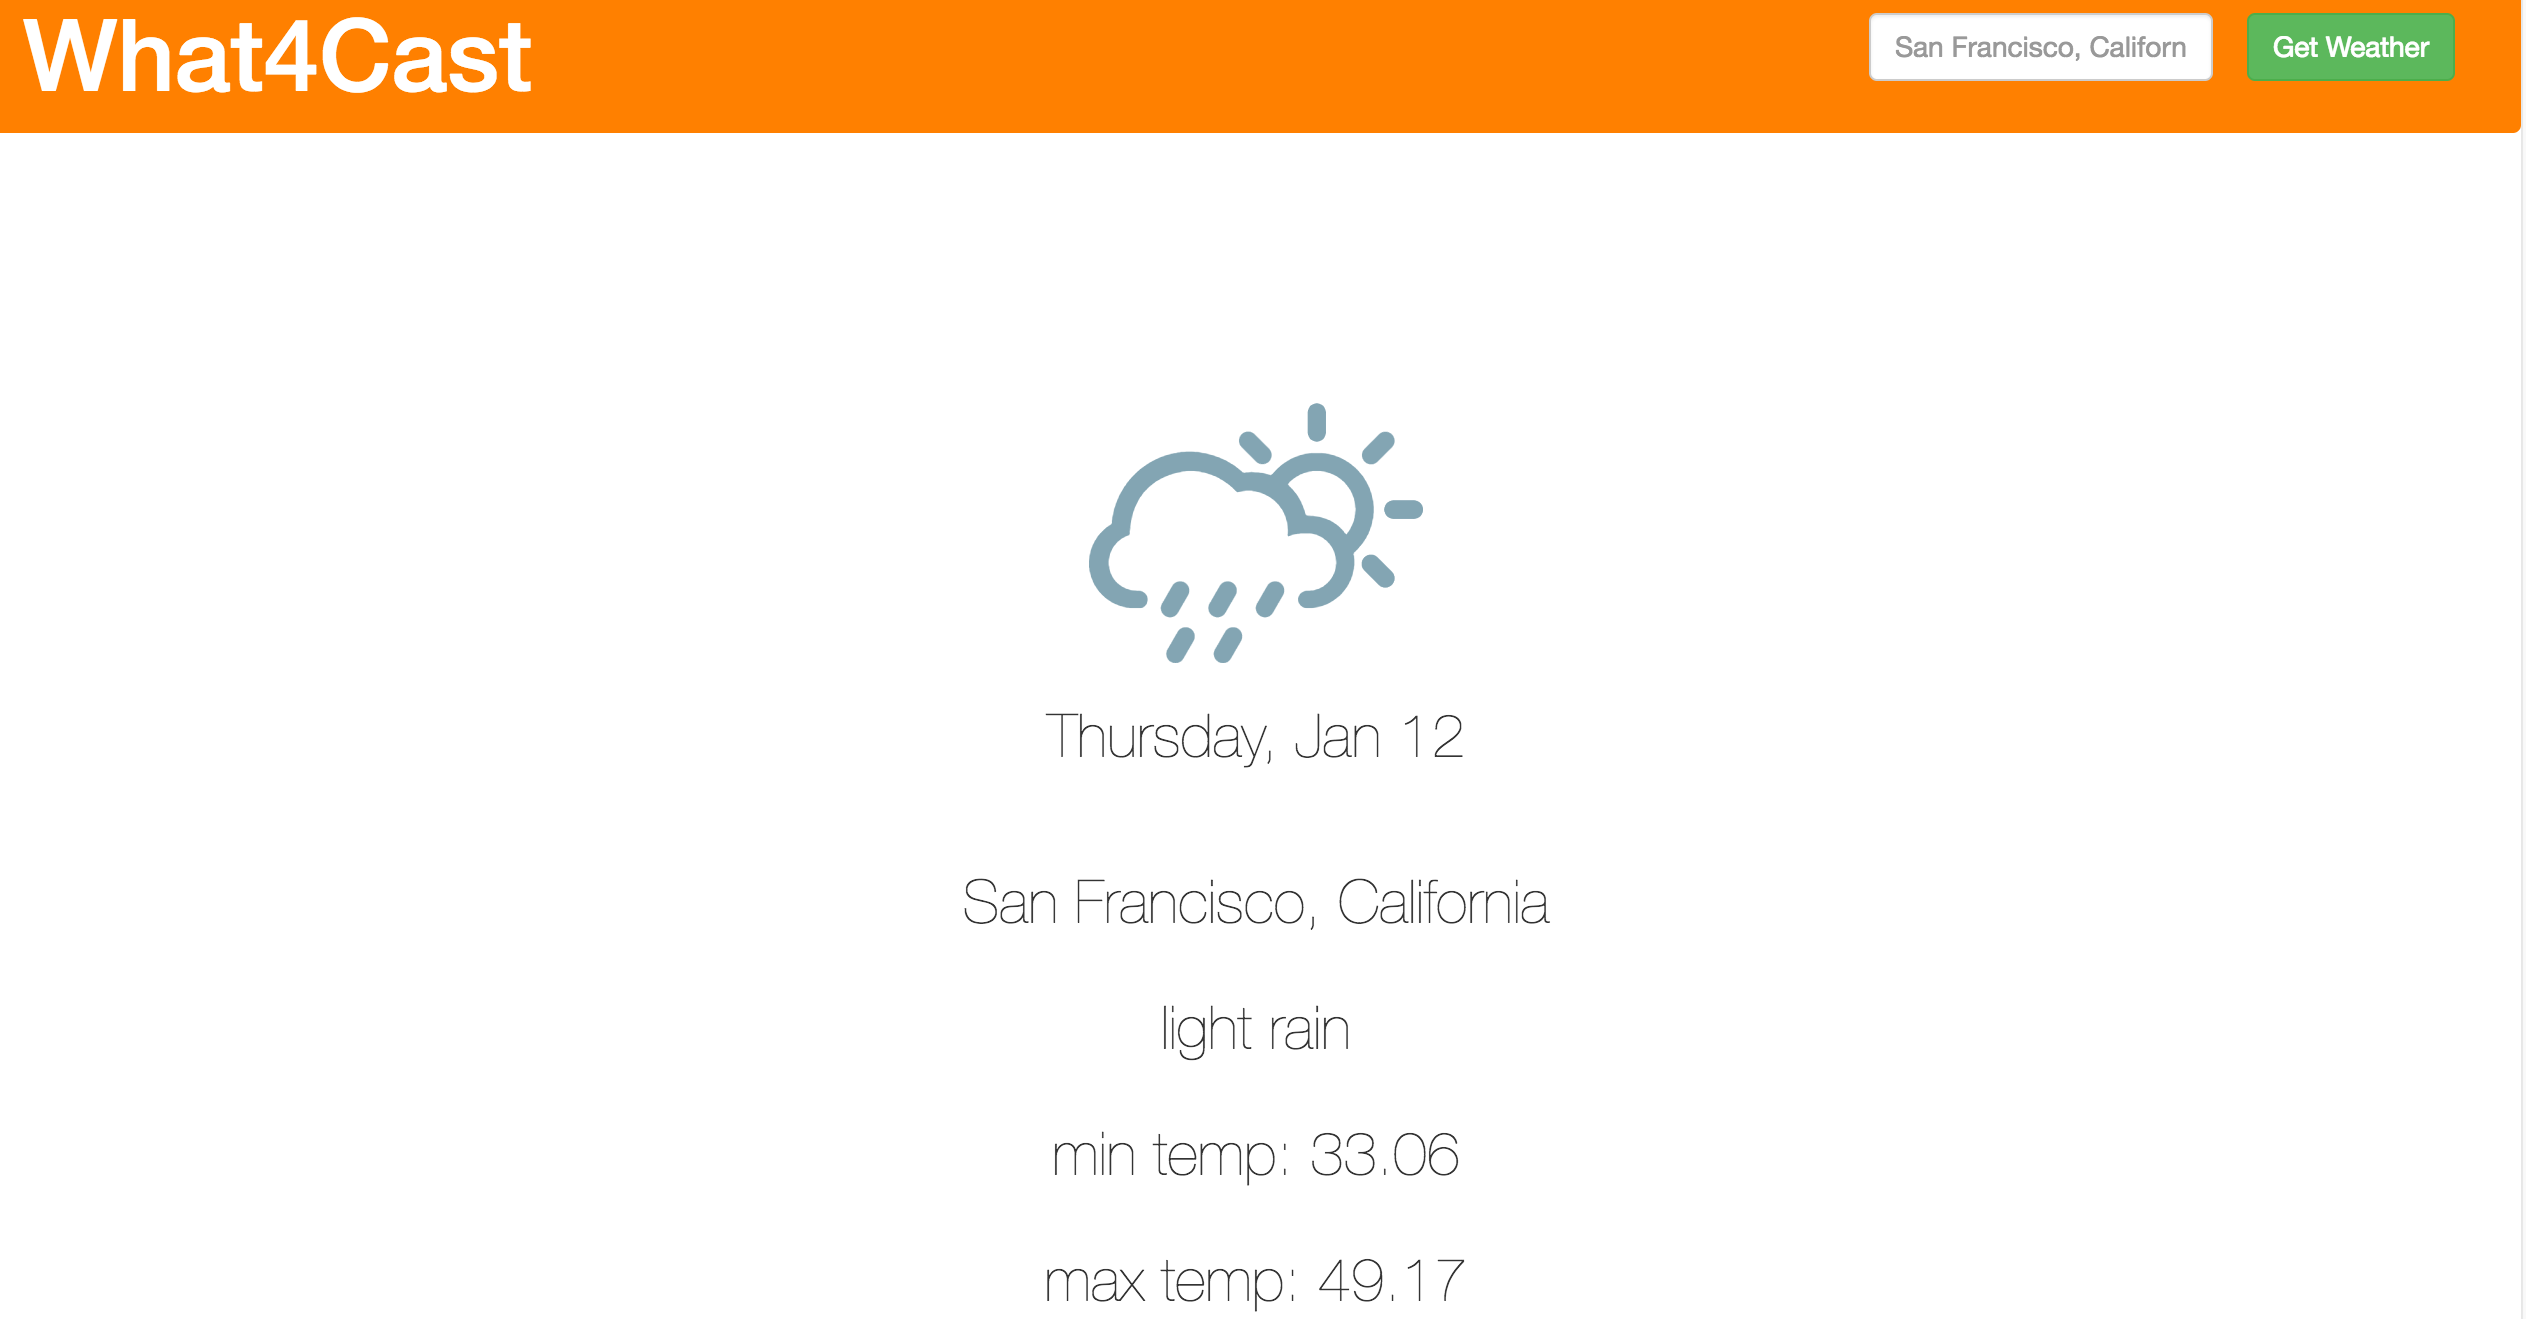 What4Cast
San Francisco, Californ
Get Weather
Thursday, Jan 12
San Francisco, California
light rain
min temp: 33.06
max temp: 49.17